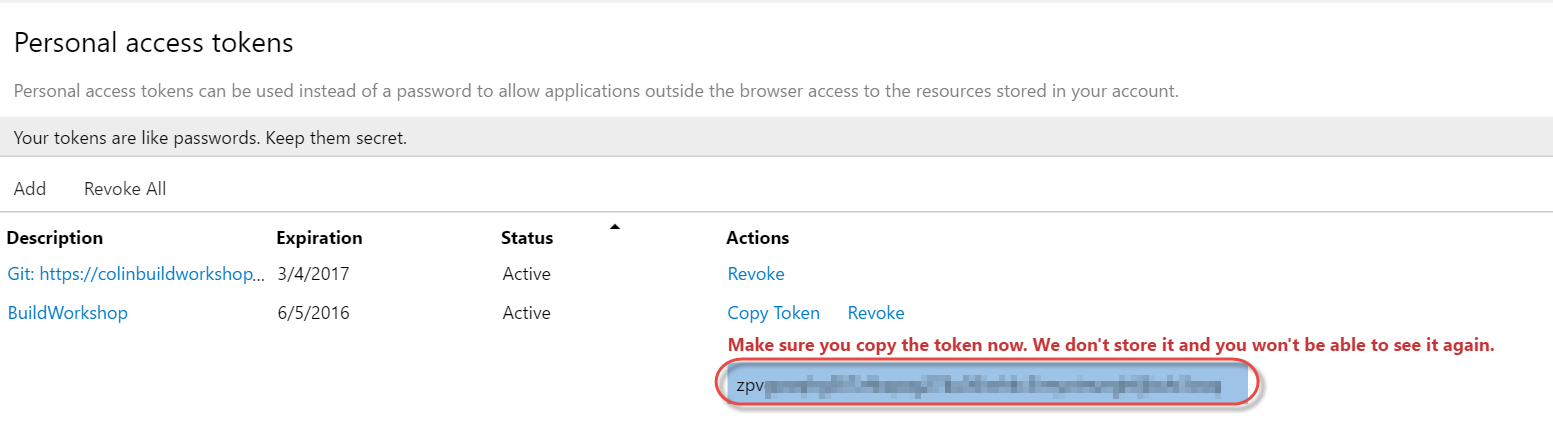 Personal access tokens
Personal access tokens can be used instead of a password to allow applications outside the browser access to the resources stored in your account.
Your tokens are like passwords. Keep them secret.
Add Revoke All
Description Expiration Status Actions
Git: https://colinbuildworkshop... 3/4/2017 Active Revoke
BuildWorkshop 6/5/2016 Active Copy Token Revoke
Make sure you copy the token now. We don't store it and you won't be able to see it again.
zpv